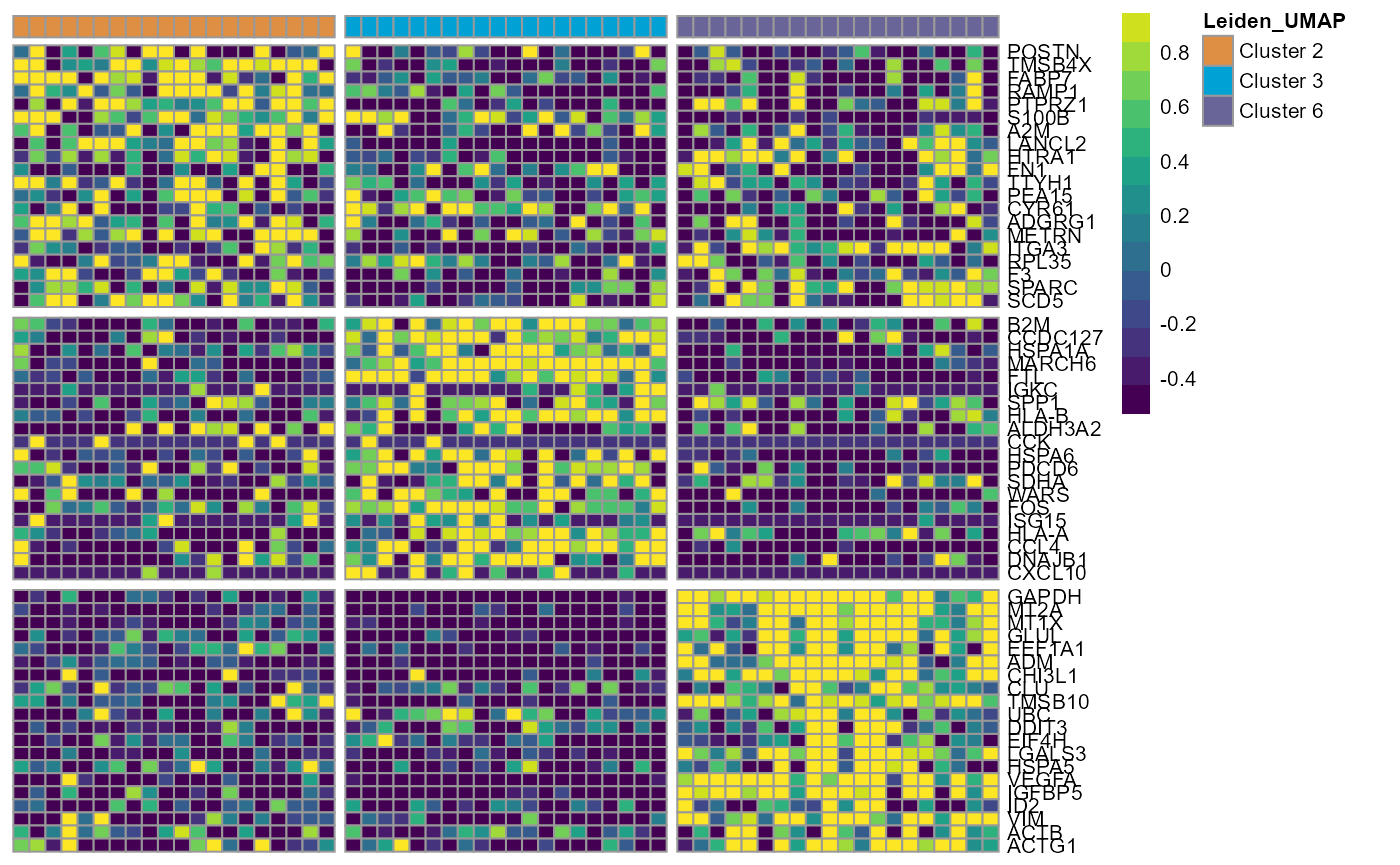 POSTN
TMSB4X
FABP7
RAMP1
PTPRZ1
S100B
A2M
LANCL2
HTRA1
FN1
TTYH1
PEA15
CYR61
ADGRG1
METRN
ITGA3
RPL35
F3
SPARC
SCD5
B2M
CCDC127
HSPA1A
MARCH6
FTL
IGKC
SPP1
HLA-B
ALDH3A2
CCK
HSPA6
PDCD6
SDHA
WARS
FOS
ISG15
HLA-A
CCL4
DNAJB1
CXCL10
GAPDH
MT2A
MT1X
GLUL
EEF1A1
ADM
CHI3L1
CLU
TMSB10
UBC
DDIT3
EIF4H
LGALS3
HSPA5
VEGFA
IGFBP5
ID2
VIM
ACTB
ACTG1
0.8
0.6
0.4
0.2
0
-0.2
-0.4
Leiden_UMAP
Cluster 2
Cluster 3
Cluster 6